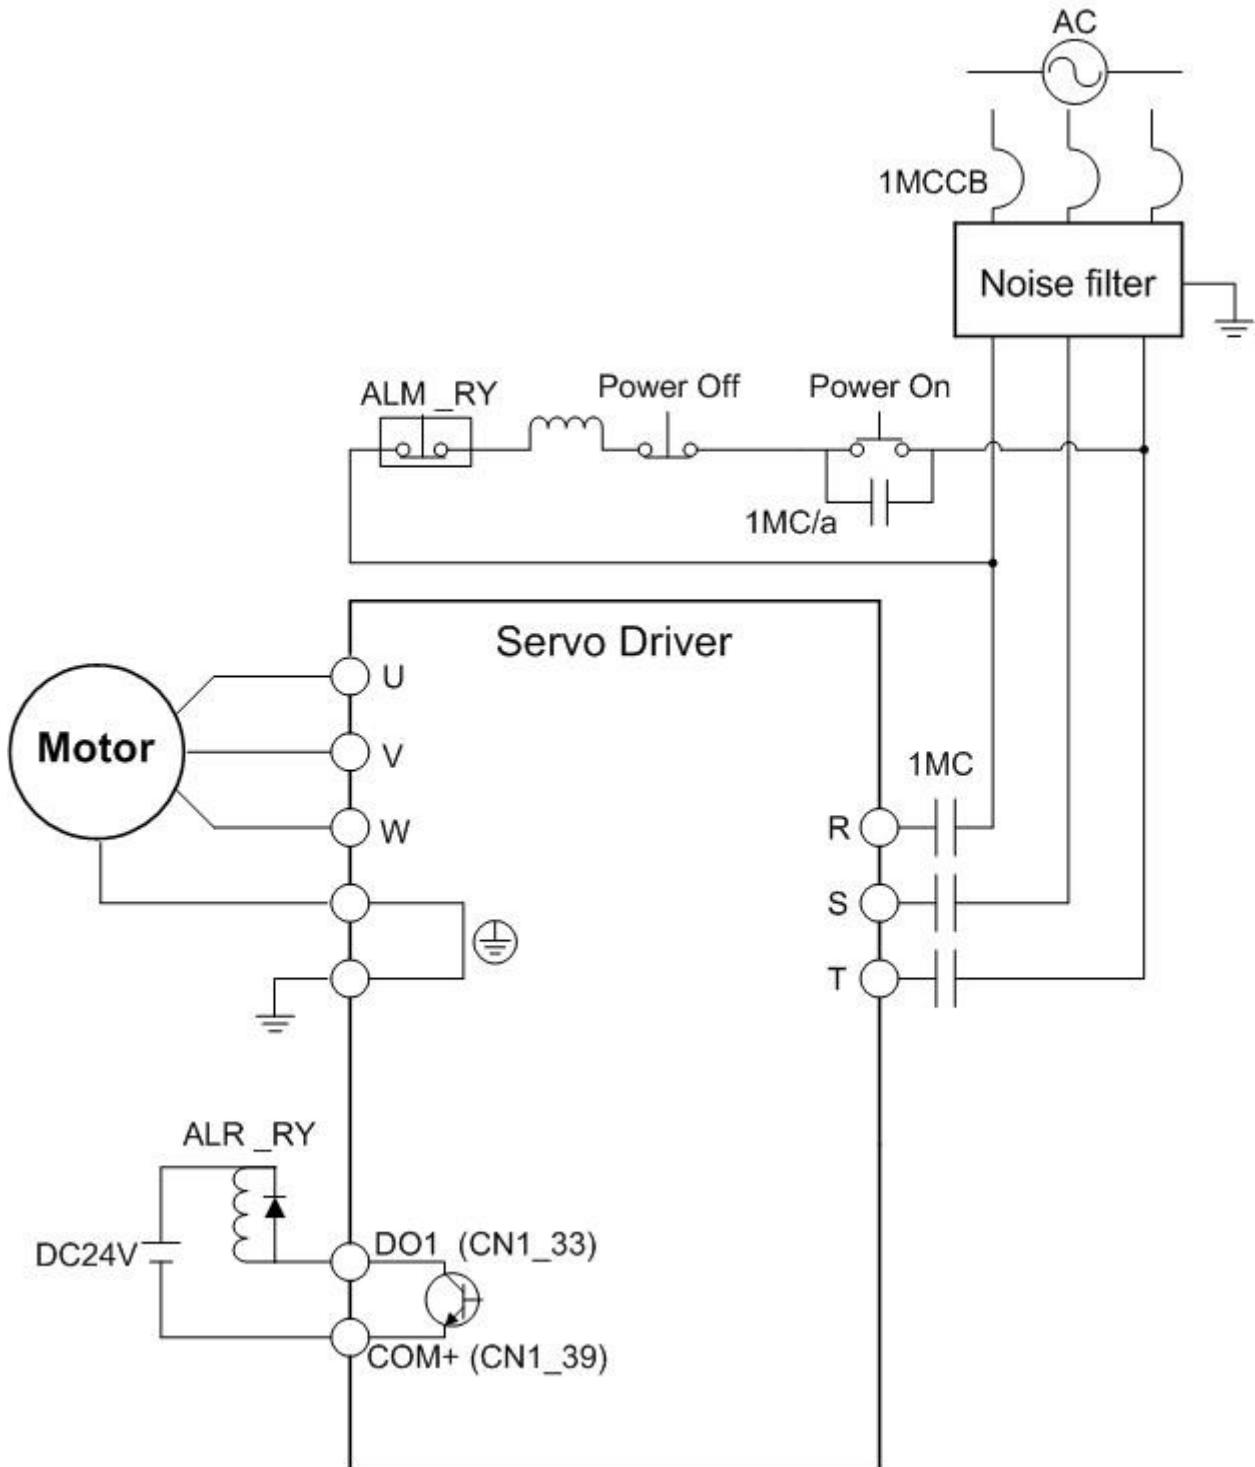 AC
1MCCB
Noise filter
ALM _RY
Power Off
Power On
1MC/a
Servo Driver
U
Motor
V
1MC
W
R
S
T
ALR _RY
DO1 (CN1_33)
DC24V
COM+ (CN1_39)